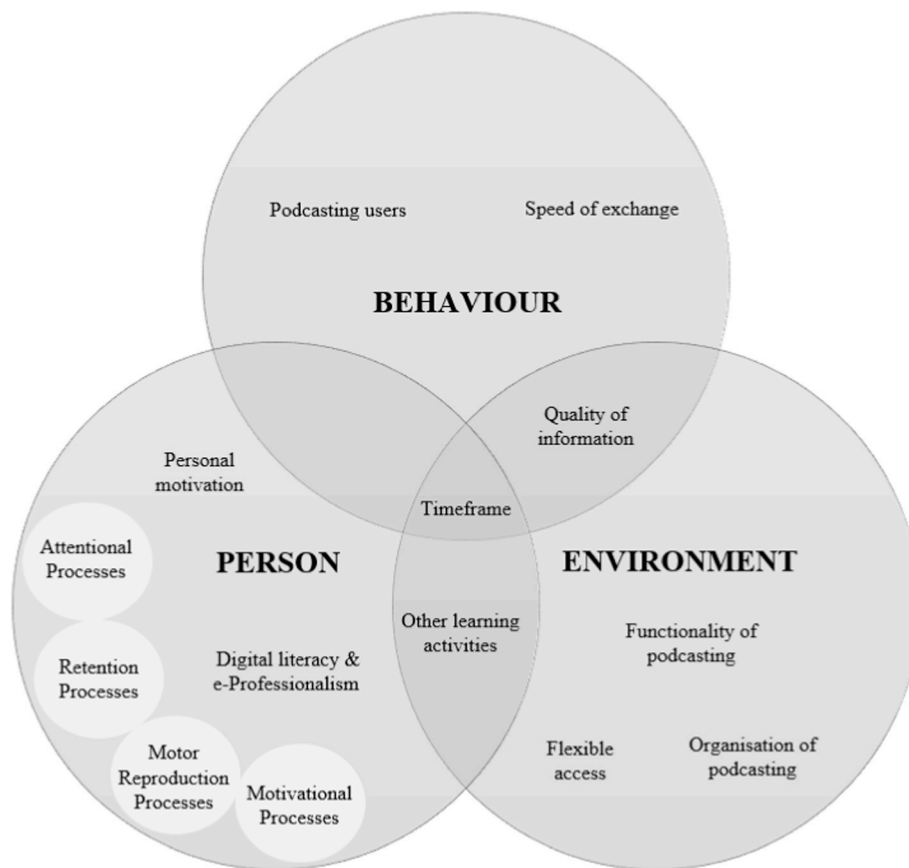 Podcasting users
Speed of exchange
BEHAVIOUR
Quality of
information
Personal
motivation
Timeframe
Attentional
Processes
PERSON
ENVIRONMENT
Other learning
activities
Functionality of
podcasting
Retention
Processes
Digital literacy &
e-Professionalism
Motor
Reproduction
Processes
Motivational
Processes
Flexible
access
Organisation of
podcasting